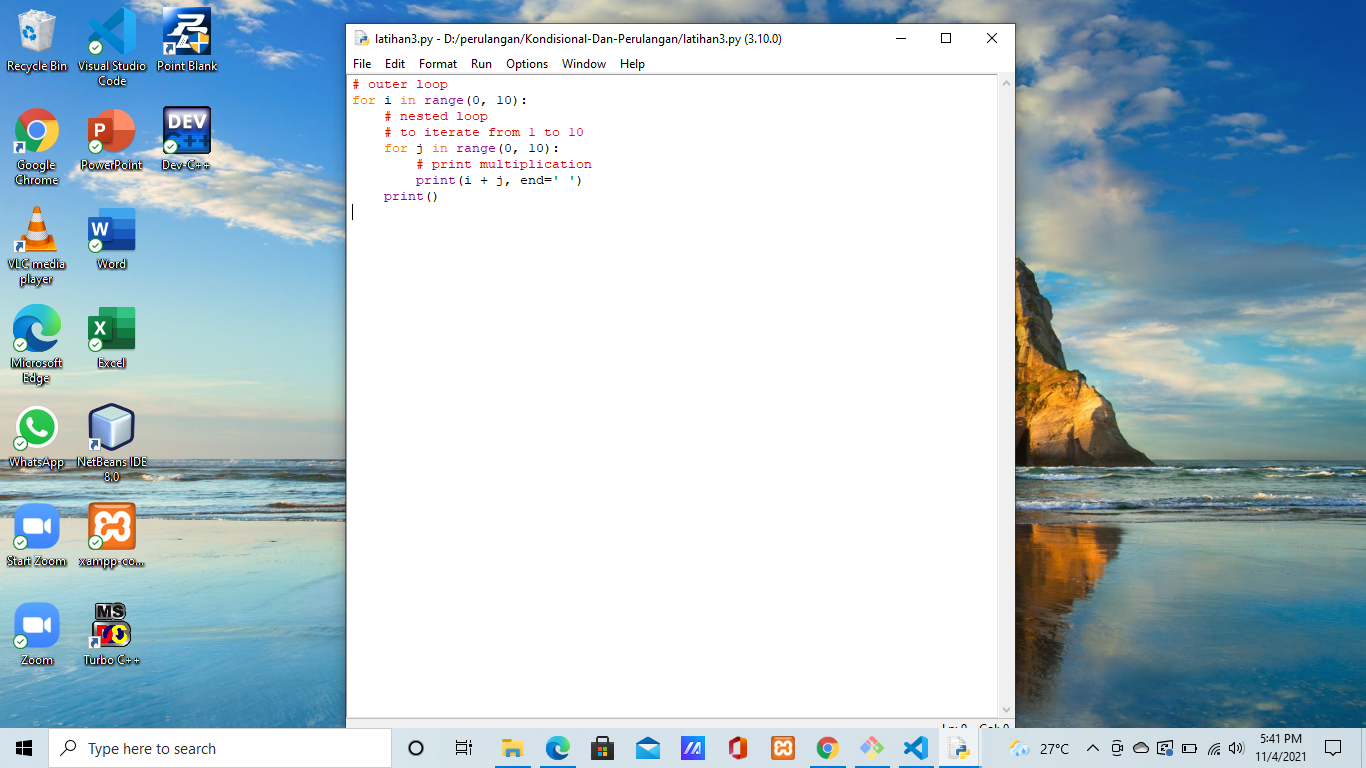 Recycle Bin
Visual Studio Code
Point Blank
Google Chrome
PowerPoint
DEV
C++
Dev-C++
VLC media player
W
Word
Microsoft Edge
X
Excel
WhatsApp
NetBeans IDE 8.0
Start Zoom
xampp-co...
Zoom
MS
Turbo C++
latihan3.py - D:/perulangan/Kondisional-Dan-Perulangan/latihan3.py (3.10.0)
File Edit Format Run Options Window Help
# outer loop
for i in range(0, 10):
    # nested loop
    # to iterate from 1 to 10
    for j in range(0, 10):
        # print multiplication
        print(i + j, end=' ')
    print()
Type here to search
27°C
5:41 PM
11/4/2021